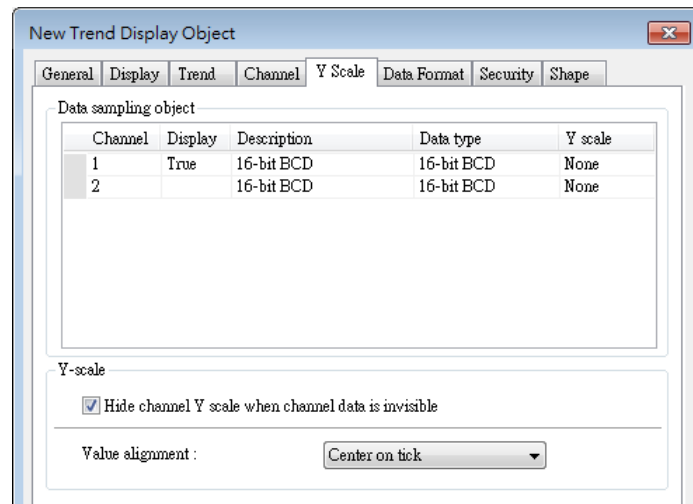 New Trend Display Object
General Display Trend Channel Y Scale Data Format Security Shape
Data sampling object
Channel Display Description Data type Y scale
1 True 16-bit BCD 16-bit BCD None
2 16-bit BCD 16-bit BCD None
Y-scale
Hide channel Y scale when channel data is invisible
Value alignment : Center on tick